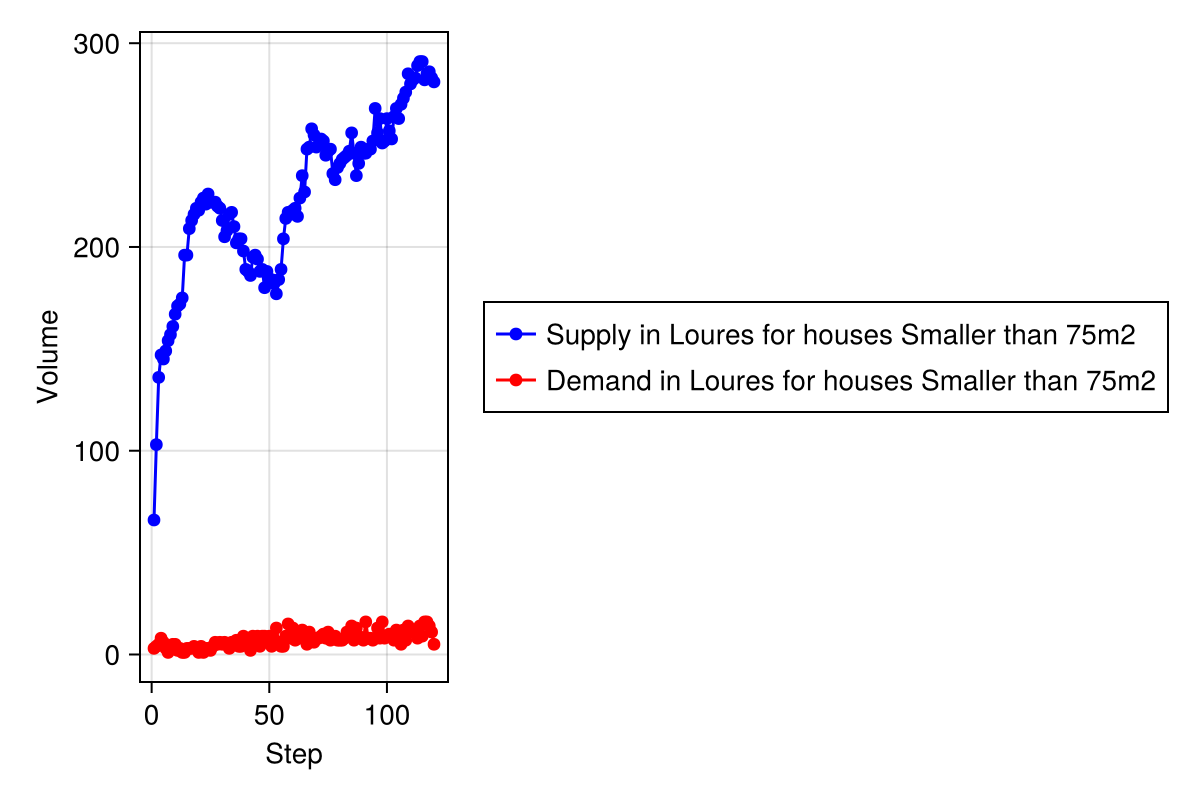 300
200
100
0
Volume
0 50 100
Step
Supply in Loures for houses Smaller than 75m2
Demand in Loures for houses Smaller than 75m2